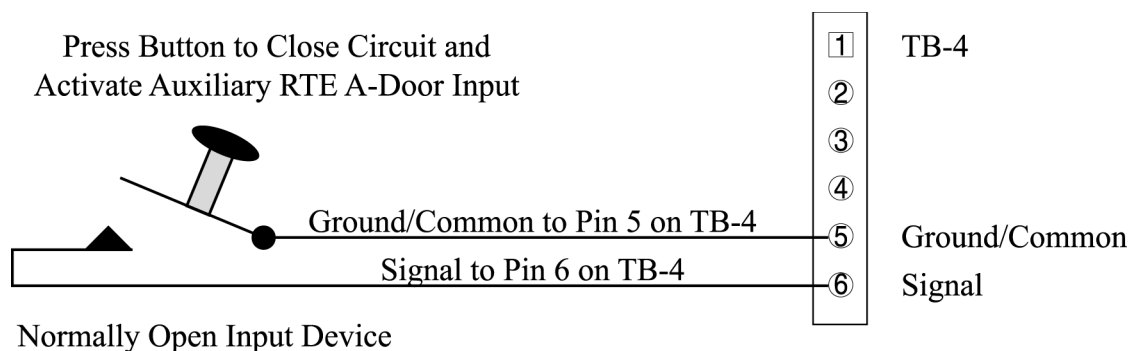 Press Button to Close Circuit and
Activate Auxiliary RTE A-Door Input
1 TB-4
2
3
4
Ground/Common to Pin 5 on TB-4 5 Ground/Common
Signal to Pin 6 on TB-4 6 Signal
Normally Open Input Device